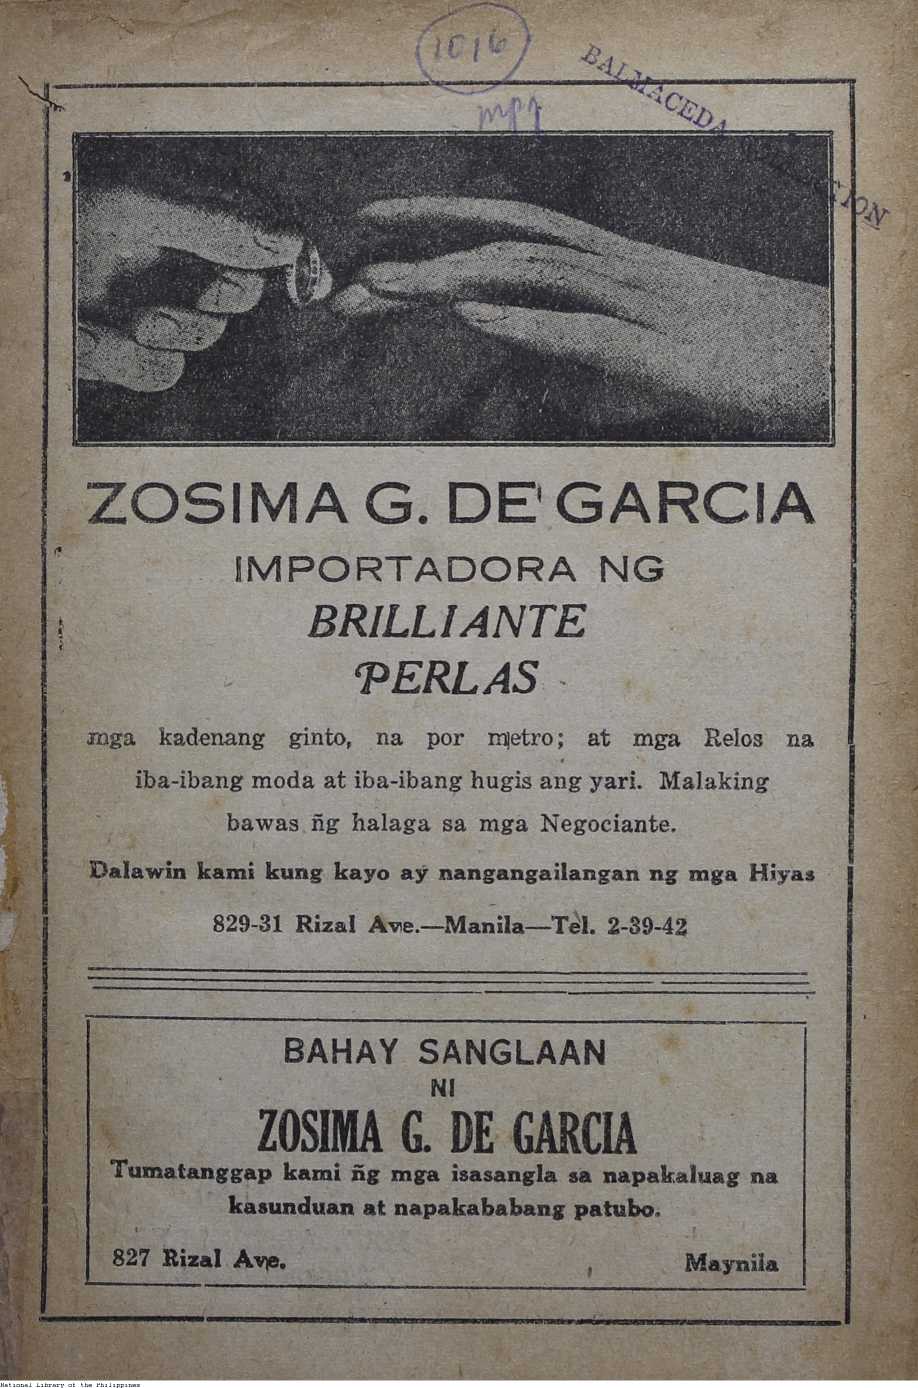 1016
mpf
BALMACEDA
ZOSIMA G. DE GARCIA
IMPORTADORA NG
BRILLIANTE
PERLAS
mga kadenang ginto, na por metro; at mga Relos na
iba-ibang moda at iba-ibang hugis ang yari. Malaking
bawas ñg halaga sa mga Negociante.
Dalawin kami kung kayo ay nangangailangan ng mga Hiyas
829-31 Rizal Ave.—Manila—Tel. 2-39-42
BAHAY SANGLAAN
NI
ZOSIMA G. DE GARCIA
Tumatanggap kami ñg mga isasangla sa napakaluag na
kasunduan at napakababang patubo.
827 Rizal Ave. Maynila
National Library of the Philippines